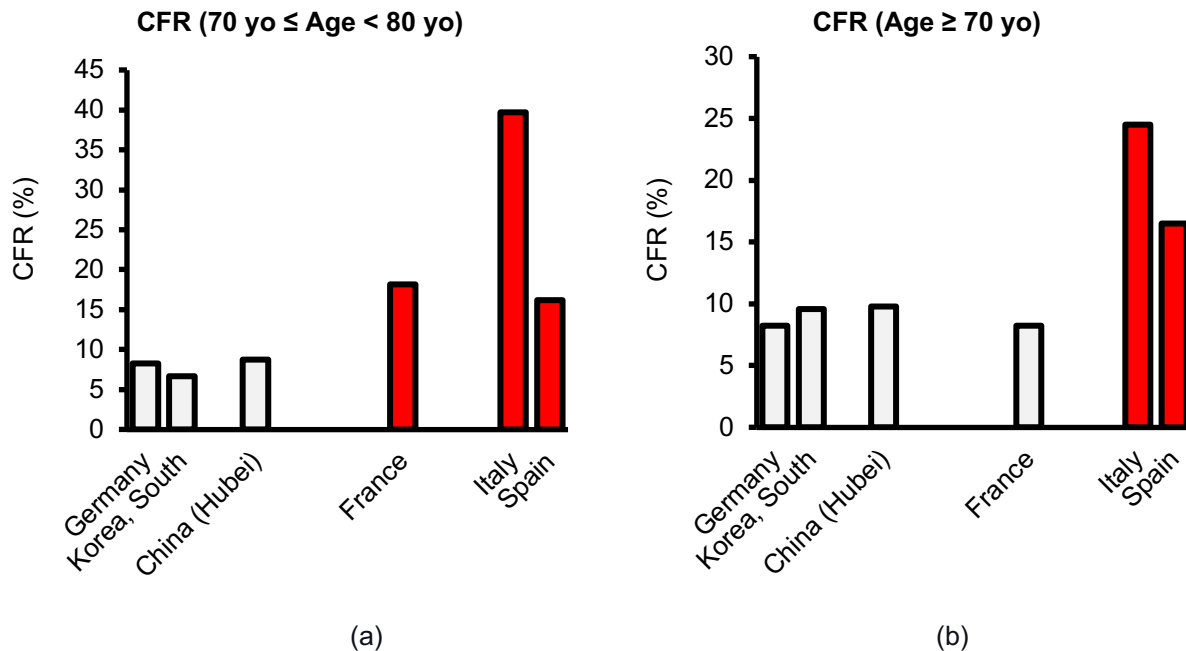 CFR (70 yo ≤ Age < 80 yo)
CFR (%)
45
40
35
30
25
20
15
10
5
0
Germany
Korea, South
China (Hubei)
France
Italy
Spain
(a)
CFR (Age ≥ 70 yo)
CFR (%)
30
25
20
15
10
5
0
Germany
Korea, South
China (Hubei)
France
Italy
Spain
(b)